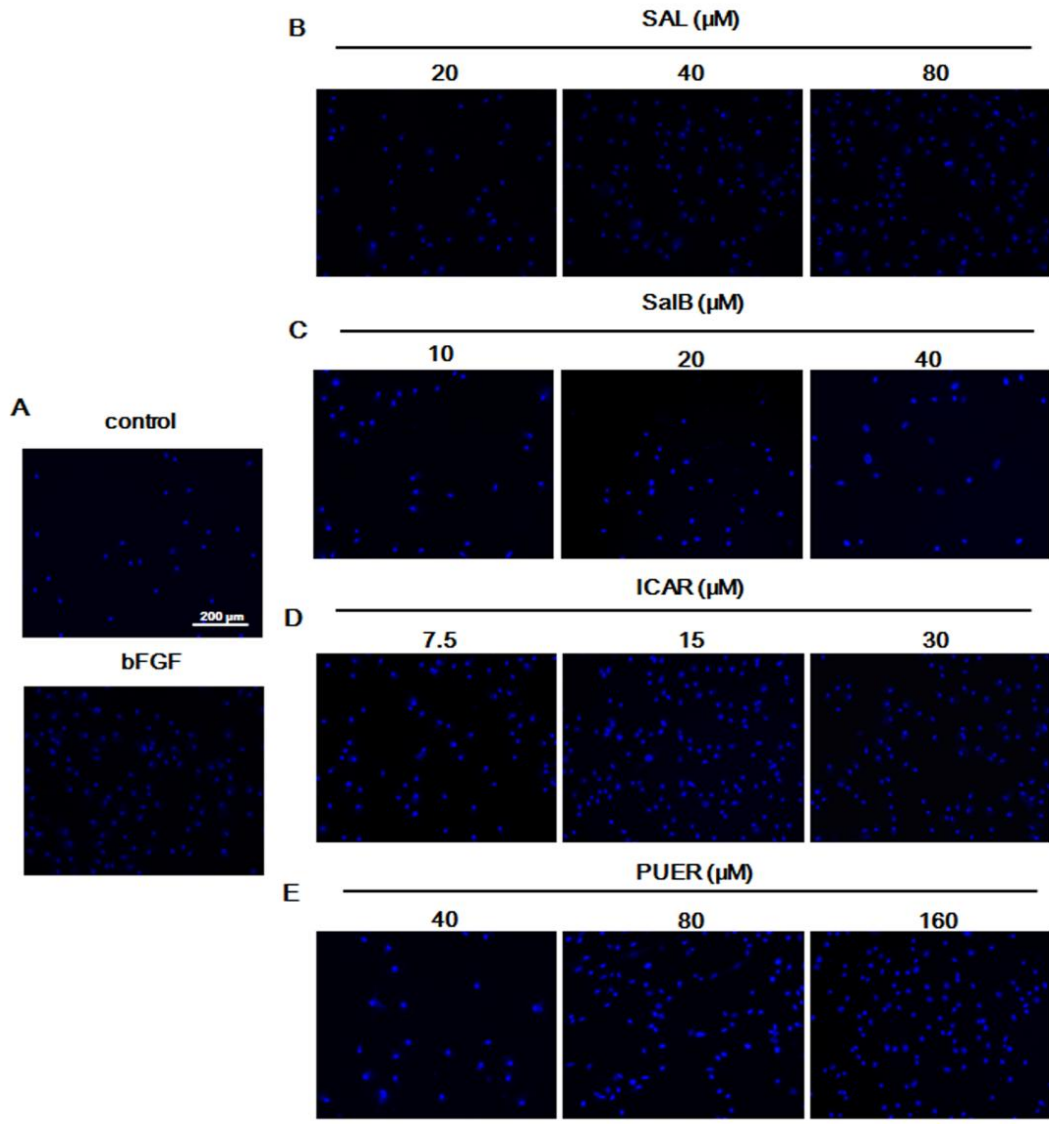 A
control
200 µm
bFGF
B
SAL (µM)
20 40 80
C
SalB (µM)
10 20 40
D
ICAR (µM)
7.5 15 30
E
PUER (µM)
40 80 160